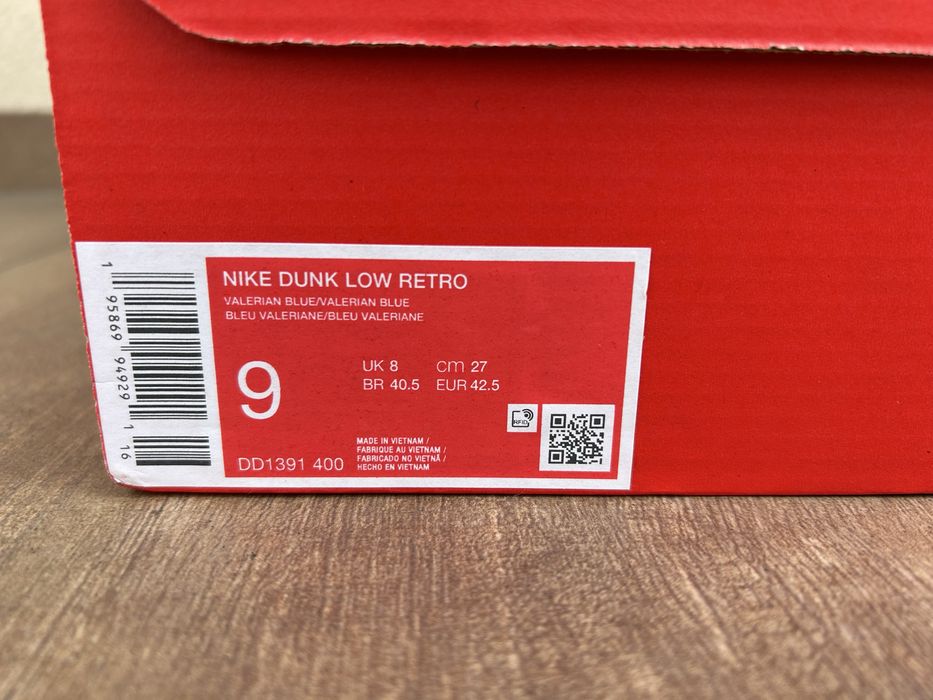 NIKE DUNK LOW RETRO
VALERIAN BLUE/VALERIAN BLUE
BLEU VALERIANE/BLEU VALERIANE
9
UK 8 cm 27
BR 40.5 EUR 42.5
RFID
DD1391 400
MADE IN VIETNAM /
FABRIQUE AU VIETNAM /
FABRICADO NO VIETNÃ /
HECHO EN VIETNAM
1 95869 94929 1 16